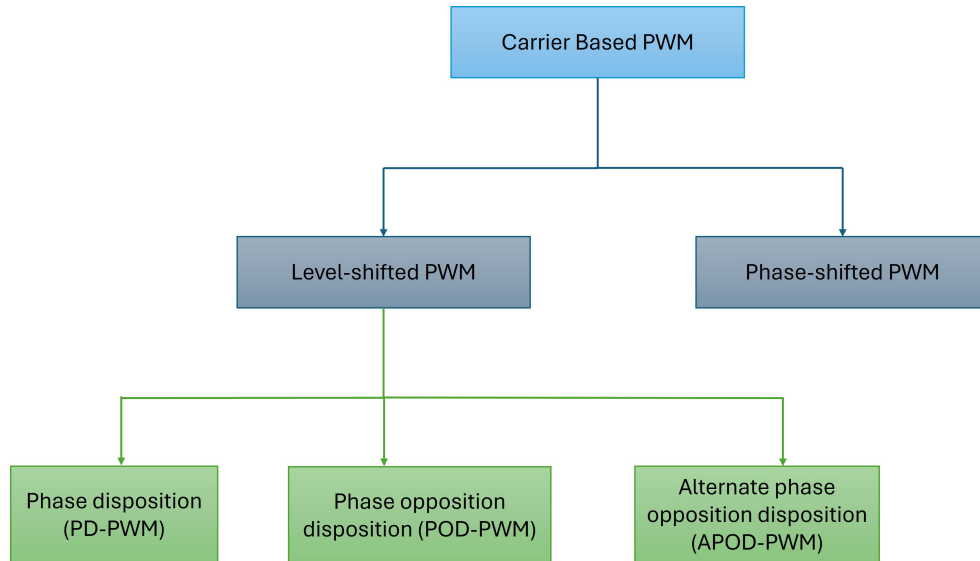 Carrier Based PWM
Level-shifted PWM
Phase-shifted PWM
Phase disposition
(PD-PWM)
Phase opposition
disposition (POD-PWM)
Alternate phase
opposition disposition
(APOD-PWM)